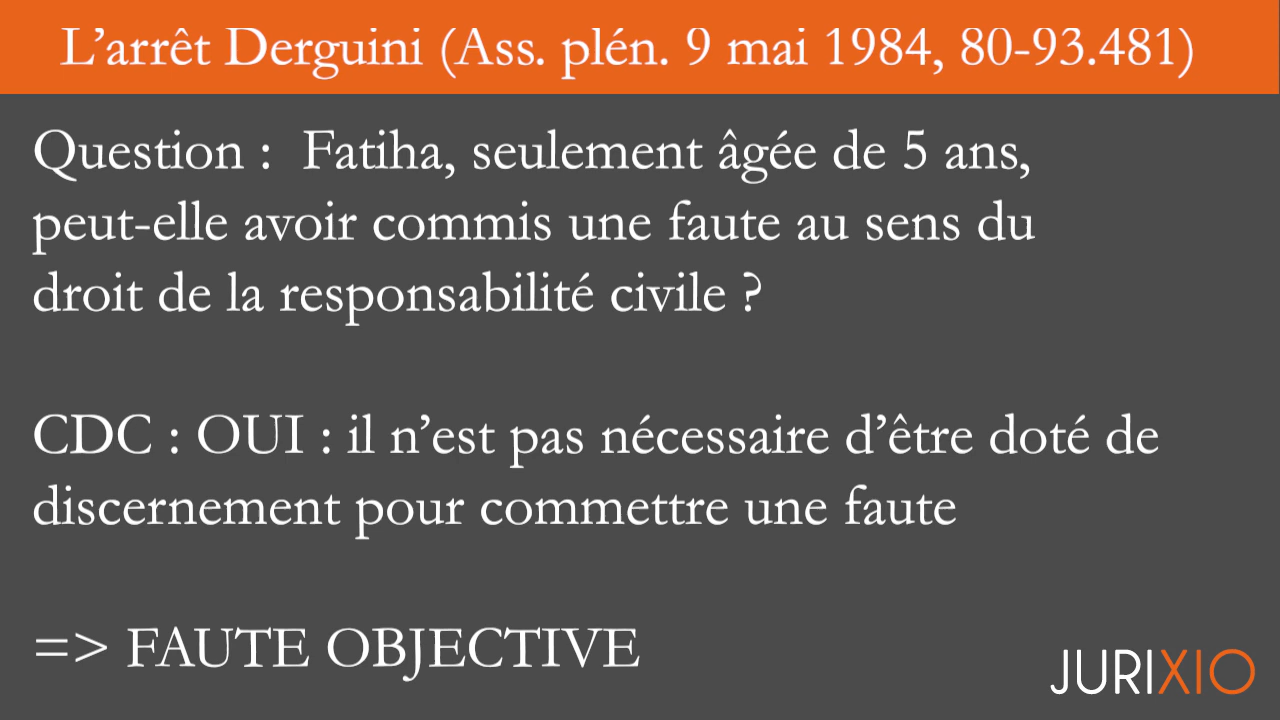 L’arrêt Derguini (Ass. plén. 9 mai 1984, 80-93.481)
Question :  Fatiha, seulement âgée de 5 ans,
peut-elle avoir commis une faute au sens du
droit de la responsabilité civile ?
CDC : OUI : il n’est pas nécessaire d’être doté de
discernement pour commettre une faute
=> FAUTE OBJECTIVE
JURIXIO